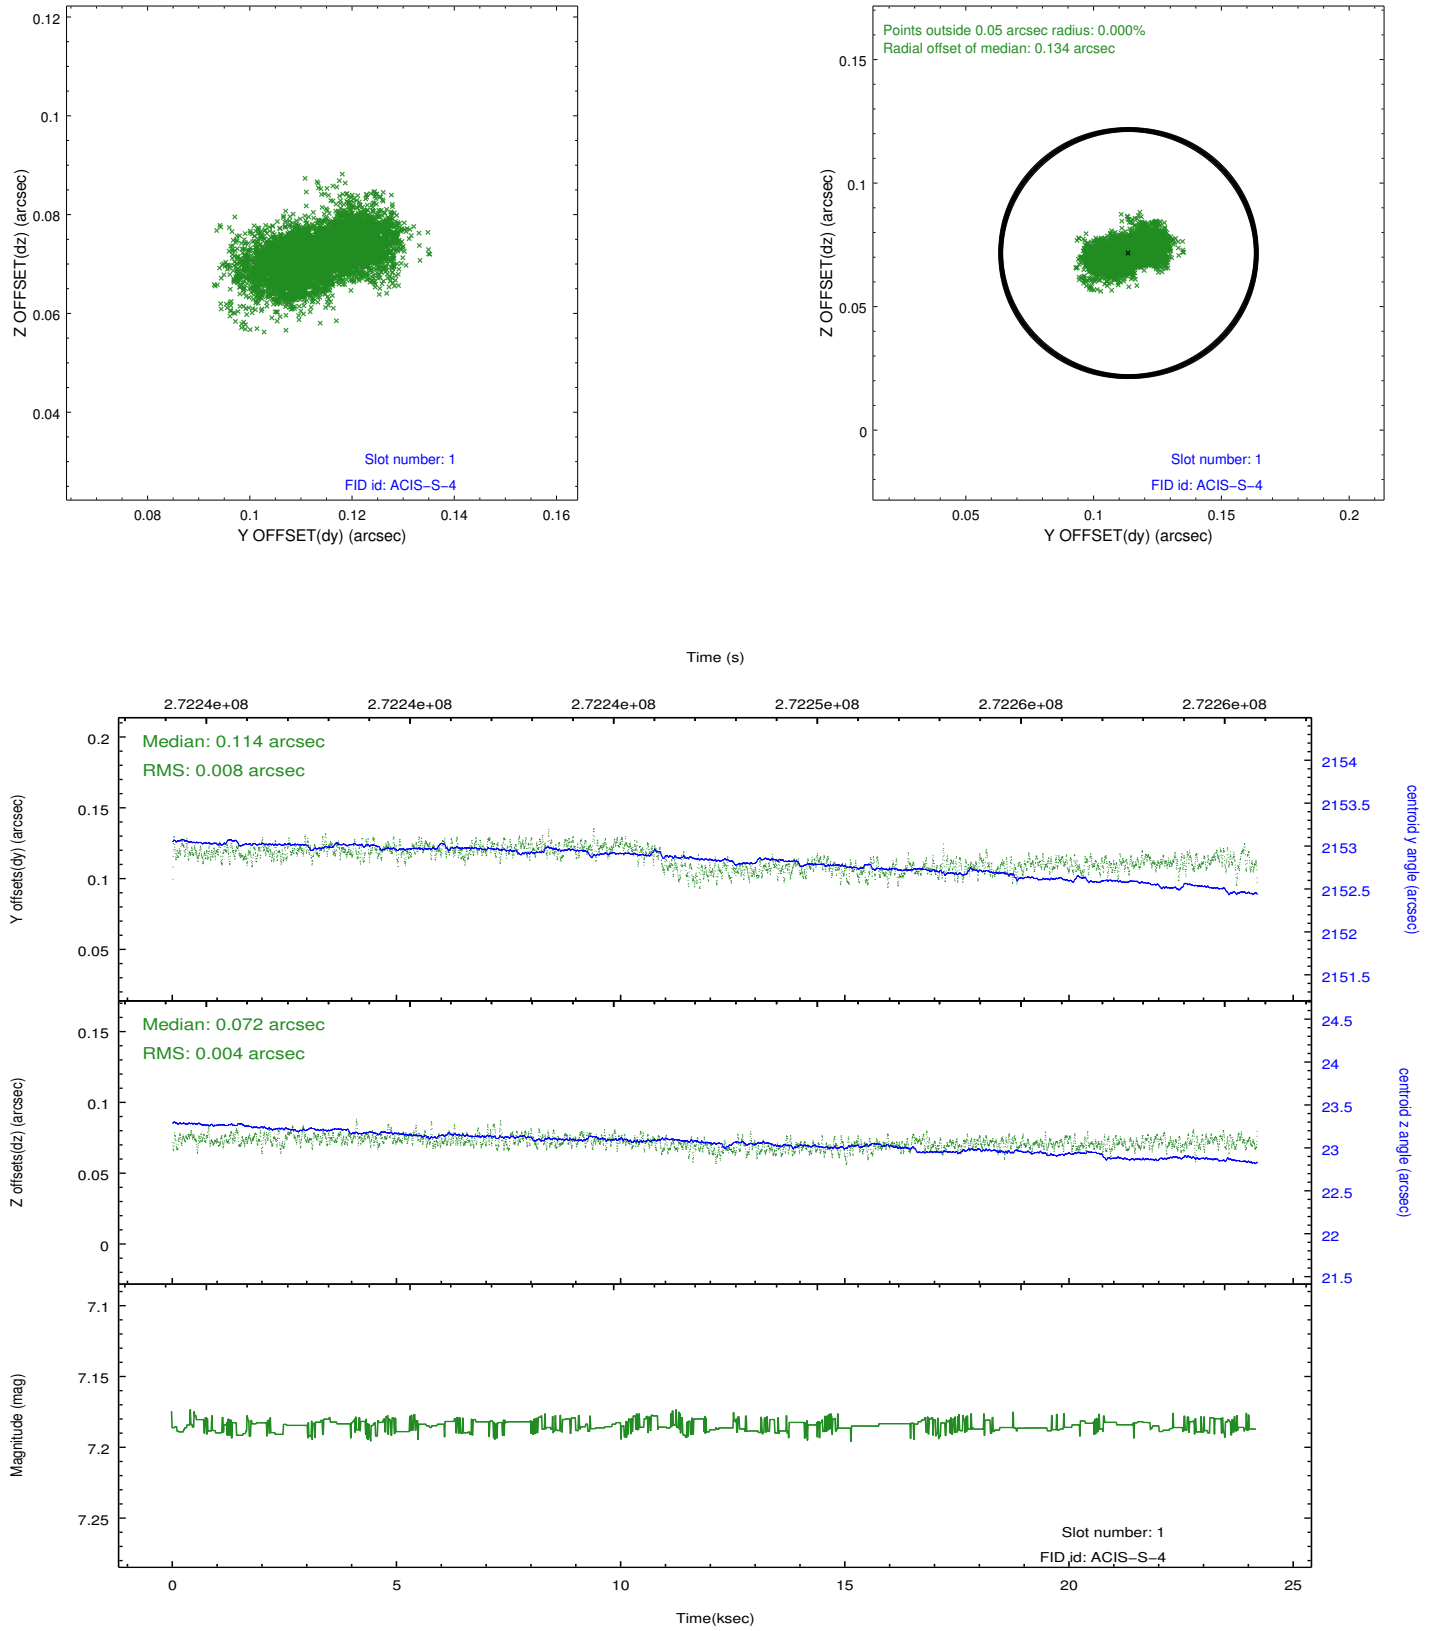 0.12
0.1
0.08
0.06
0.04
Z OFFSET(dz) (arcsec)
Slot number: 1
FID id: ACIS−S−4
0.08
0.1
0.12
0.14
0.16
Y OFFSET(dy) (arcsec)
Points outside 0.05 arcsec radius: 0.000%
Radial offset of median: 0.134 arcsec
0.15
0.1
0.05
0
Z OFFSET(dz) (arcsec)
Slot number: 1
FID id: ACIS−S−4
0.05
0.1
0.15
0.2
Y OFFSET(dy) (arcsec)
Time (s)
2.7224e+08
2.7224e+08
2.7224e+08
2.7225e+08
2.7226e+08
2.7226e+08
Median: 0.114 arcsec
RMS: 0.008 arcsec
0.2
0.15
0.1
0.05
Y offsets(dy) (arcsec)
2154
2153.5
2153
2152.5
2152
2151.5
centroid y angle (arcsec)
Median: 0.072 arcsec
RMS: 0.004 arcsec
0.15
0.1
0.05
0
Z offsets(dz) (arcsec)
24.5
24
23.5
23
22.5
22
21.5
centroid z angle (arcsec)
7.1
7.15
7.2
7.25
Magnitude (mag)
Slot number: 1
FID id: ACIS−S−4
0
5
10
15
20
25
Time(ksec)